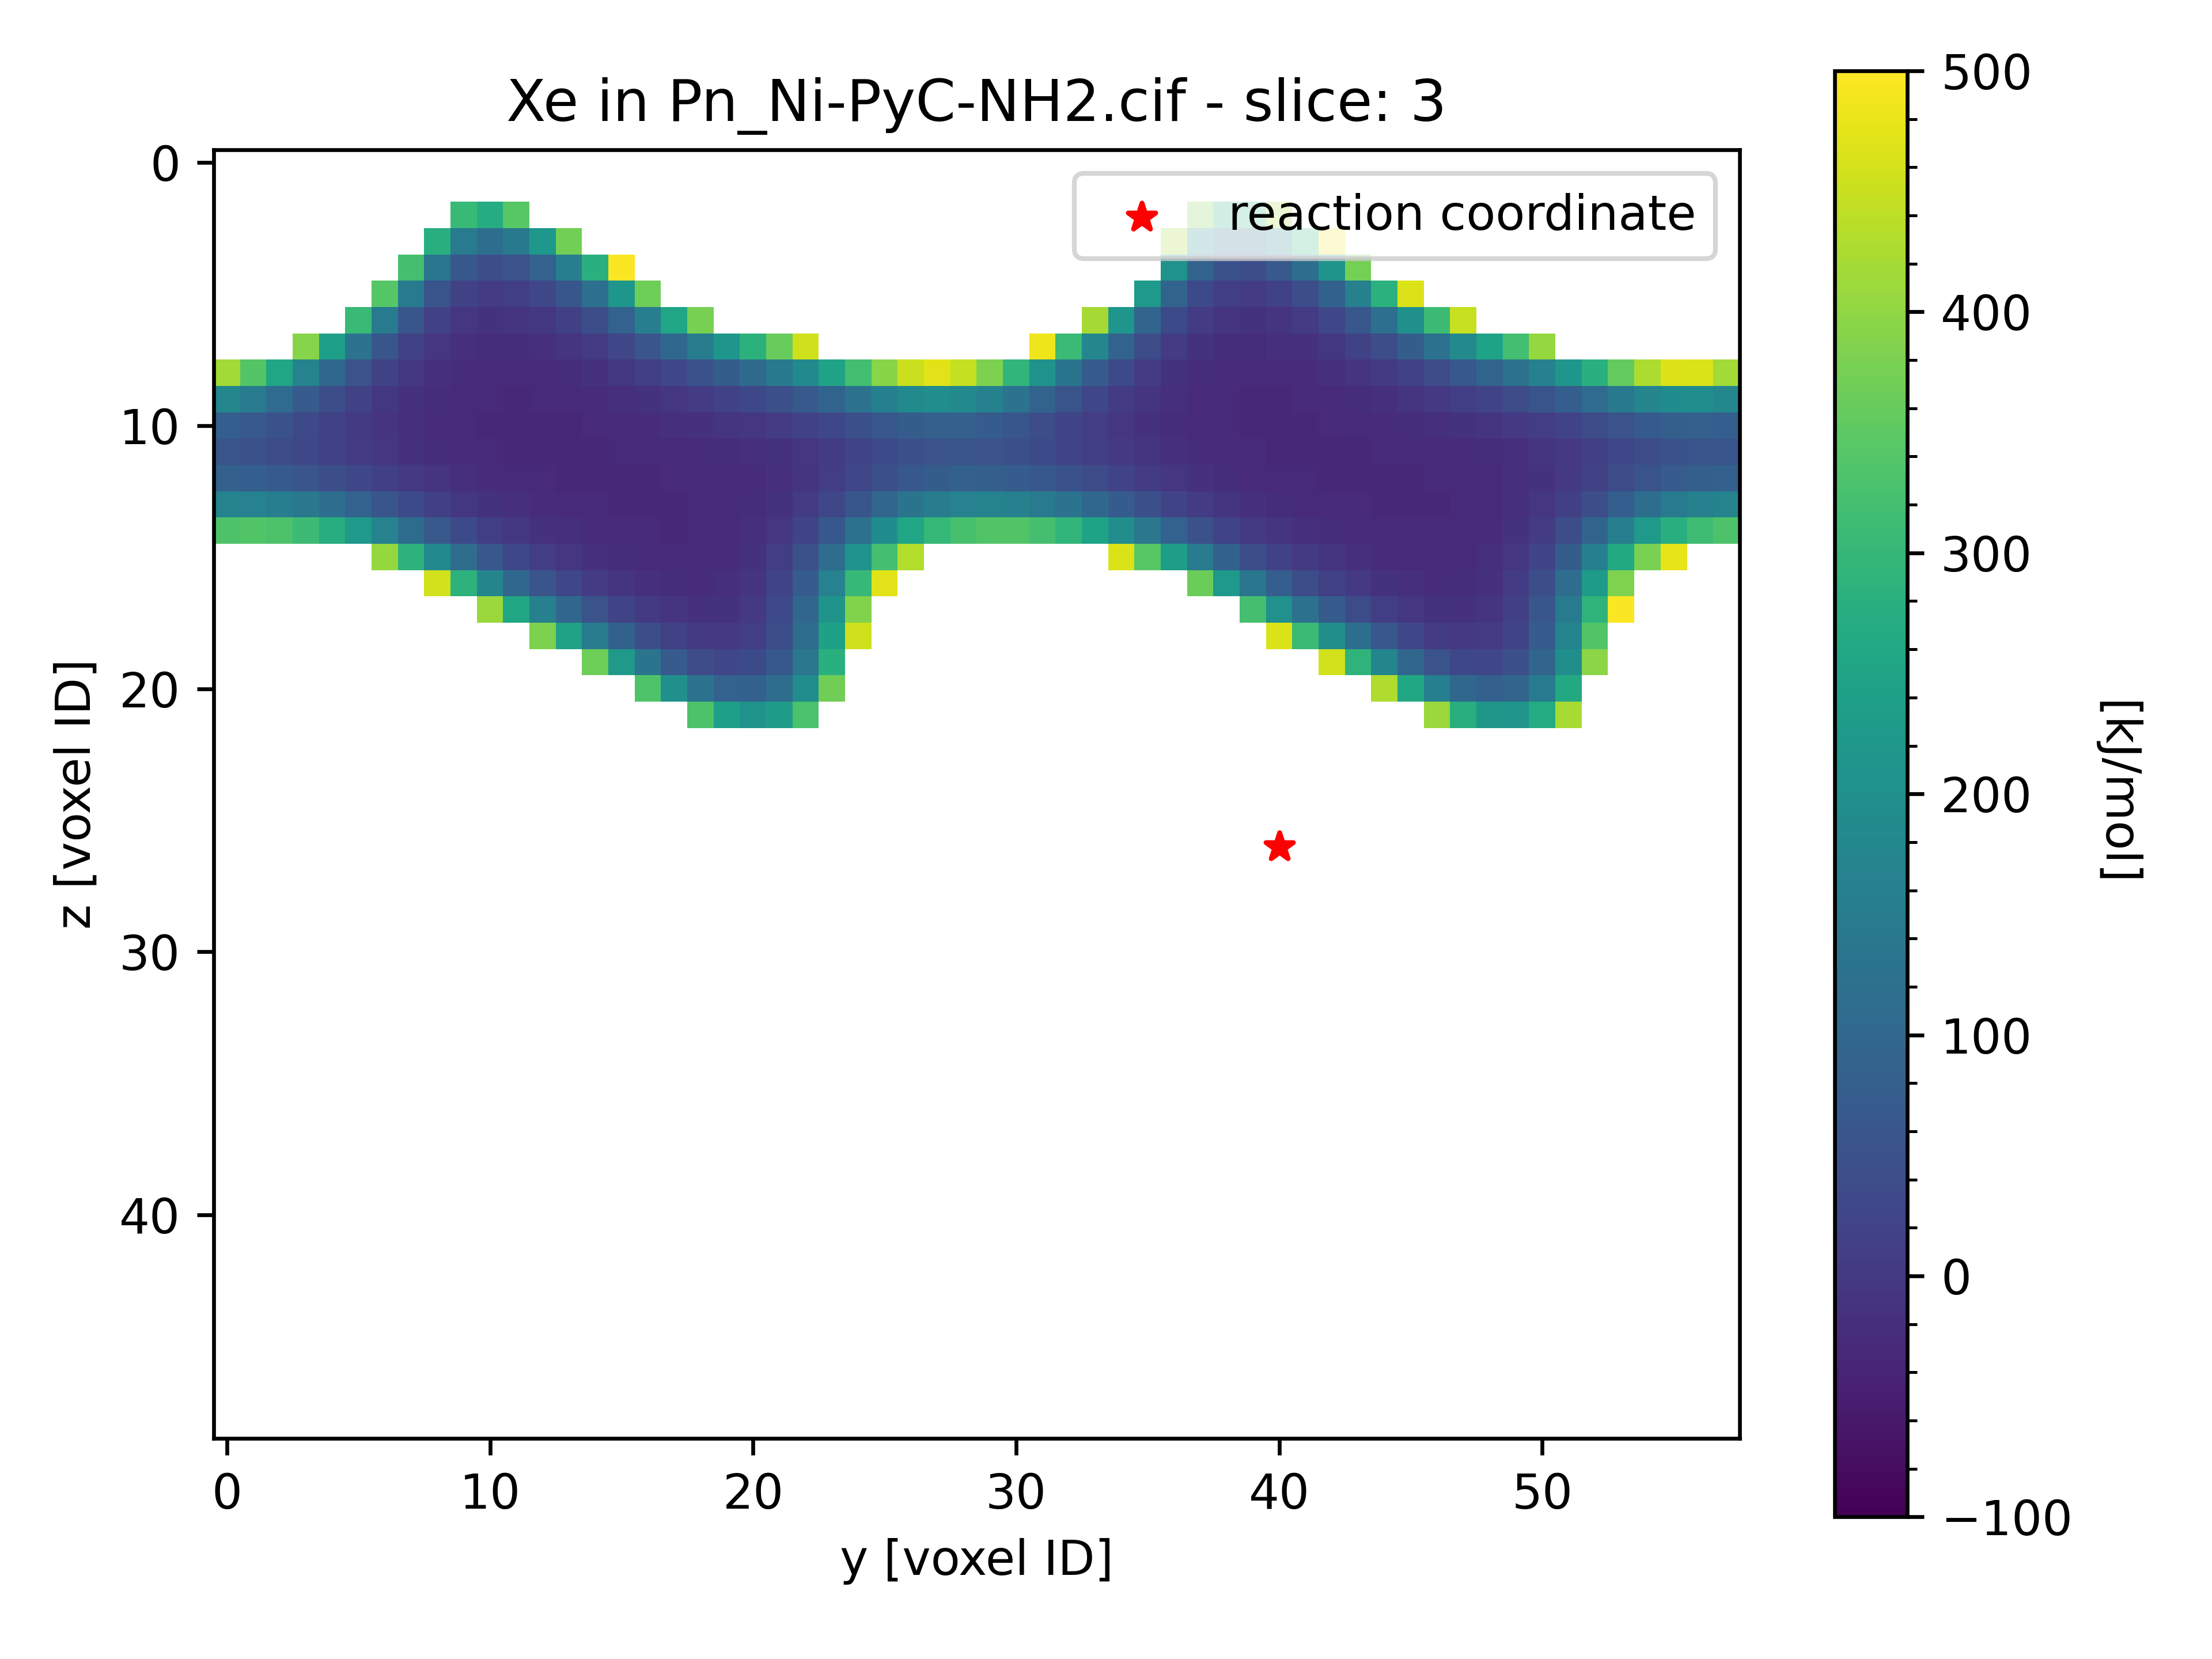 Xe in Pn_Ni-PyC-NH2.cif - slice: 3
reaction coordinate
0
10
20
30
40
z [voxel ID]
0 10 20 30 40 50
y [voxel ID]
500
400
300
200
100
0
−100
[kJ/mol]